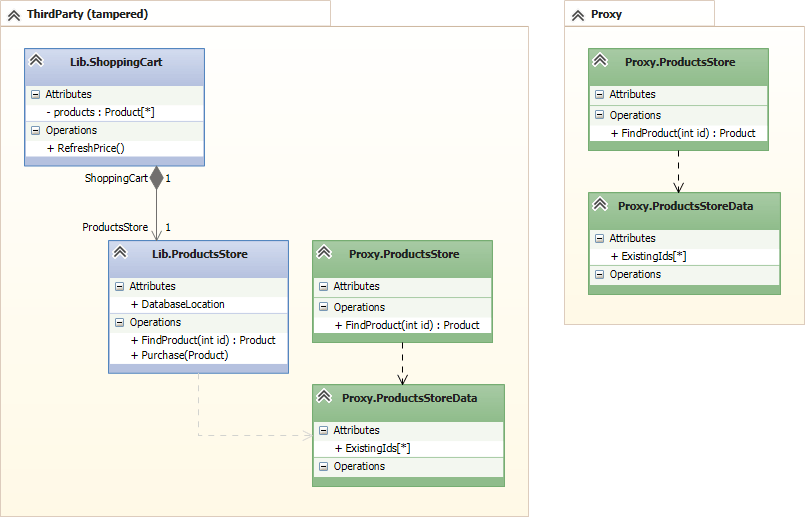 ThirdParty (tampered)
Lib.ShoppingCart
Attributes
- products : Product[*]
Operations
+ RefreshPrice()
ShoppingCart 1
ProductsStore 1
Lib.ProductsStore
Attributes
+ DatabaseLocation
Operations
+ FindProduct(int id) : Product
+ Purchase(Product)
Proxy.ProductsStore
Attributes
Operations
+ FindProduct(int id) : Product
Proxy.ProductsStoreData
Attributes
+ ExistingIds[*]
Operations
Proxy
Proxy.ProductsStore
Attributes
Operations
+ FindProduct(int id) : Product
Proxy.ProductsStoreData
Attributes
+ ExistingIds[*]
Operations